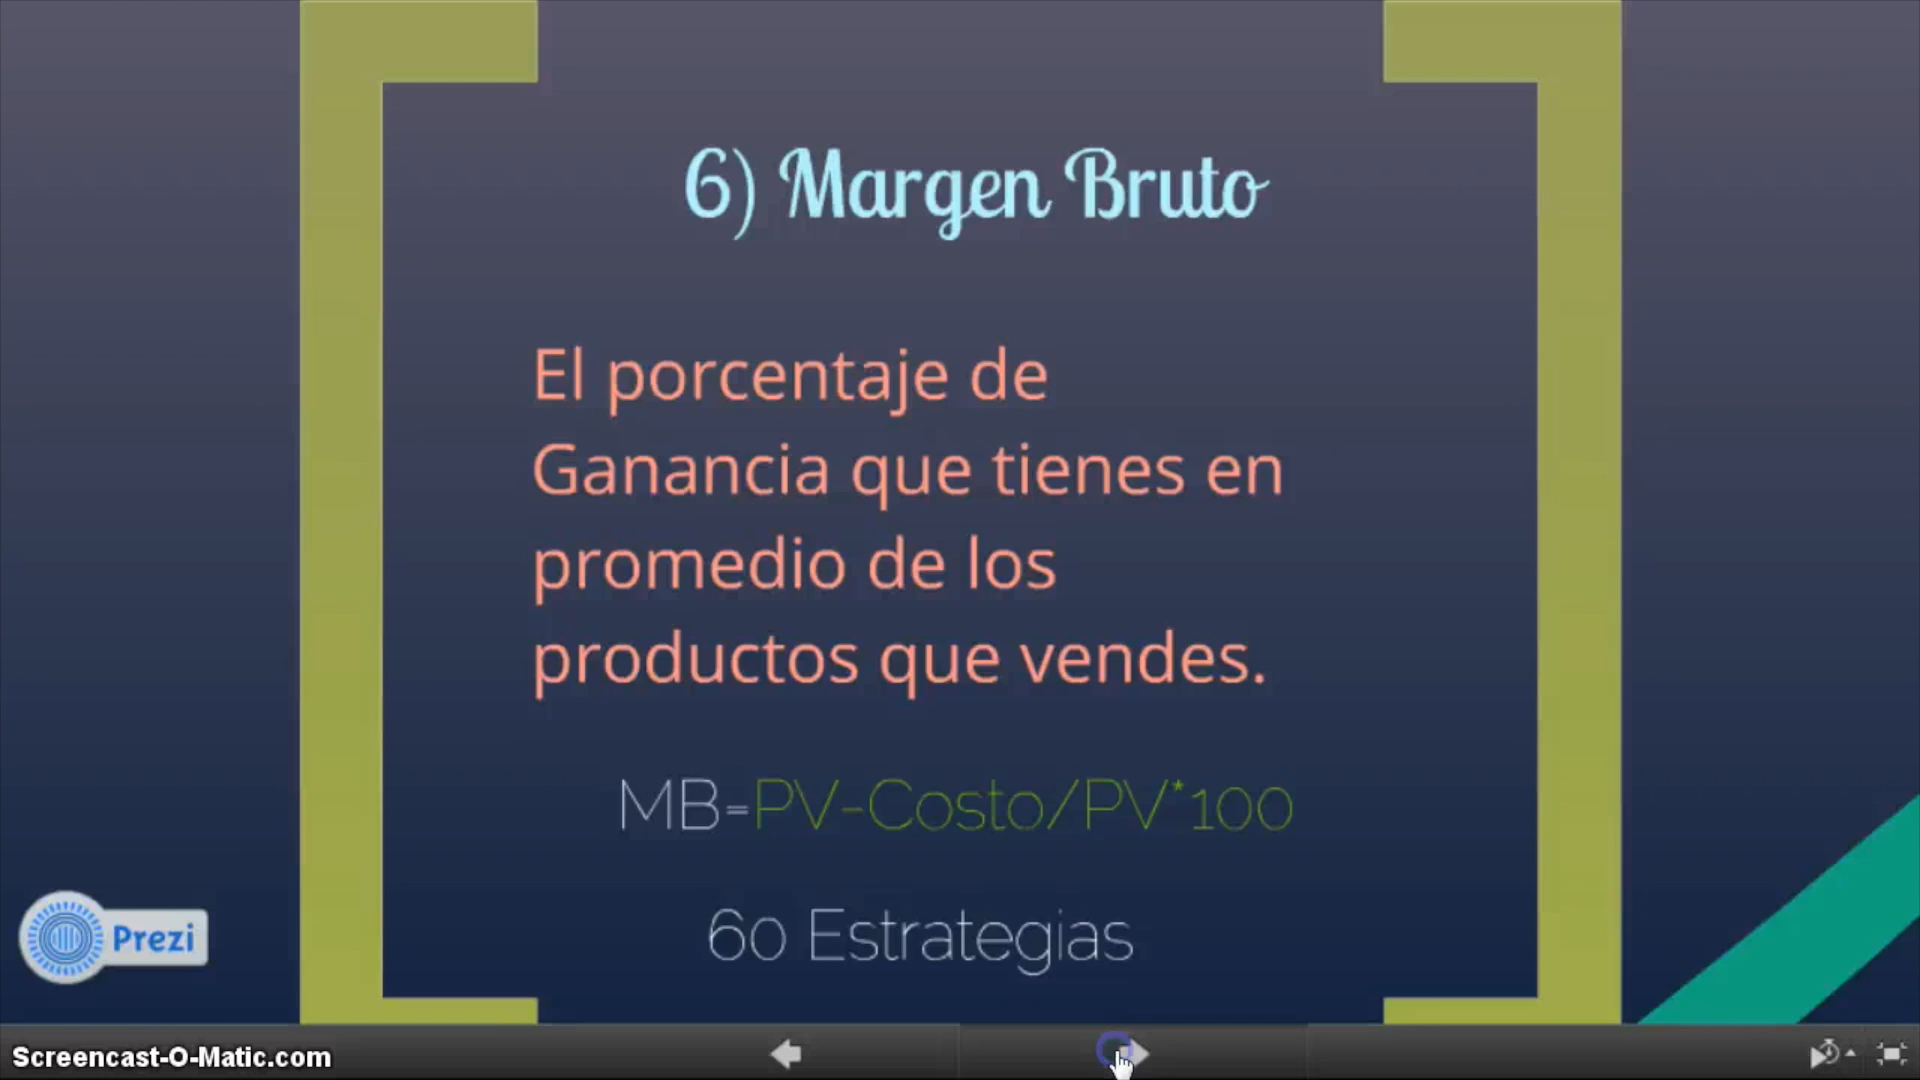 6) Margen Bruto
El porcentaje de
Ganancia que tienes en
promedio de los
productos que vendes.
MB=PV-Costo/PV*100
60 Estrategias
Prezi
Screencast-O-Matic.com